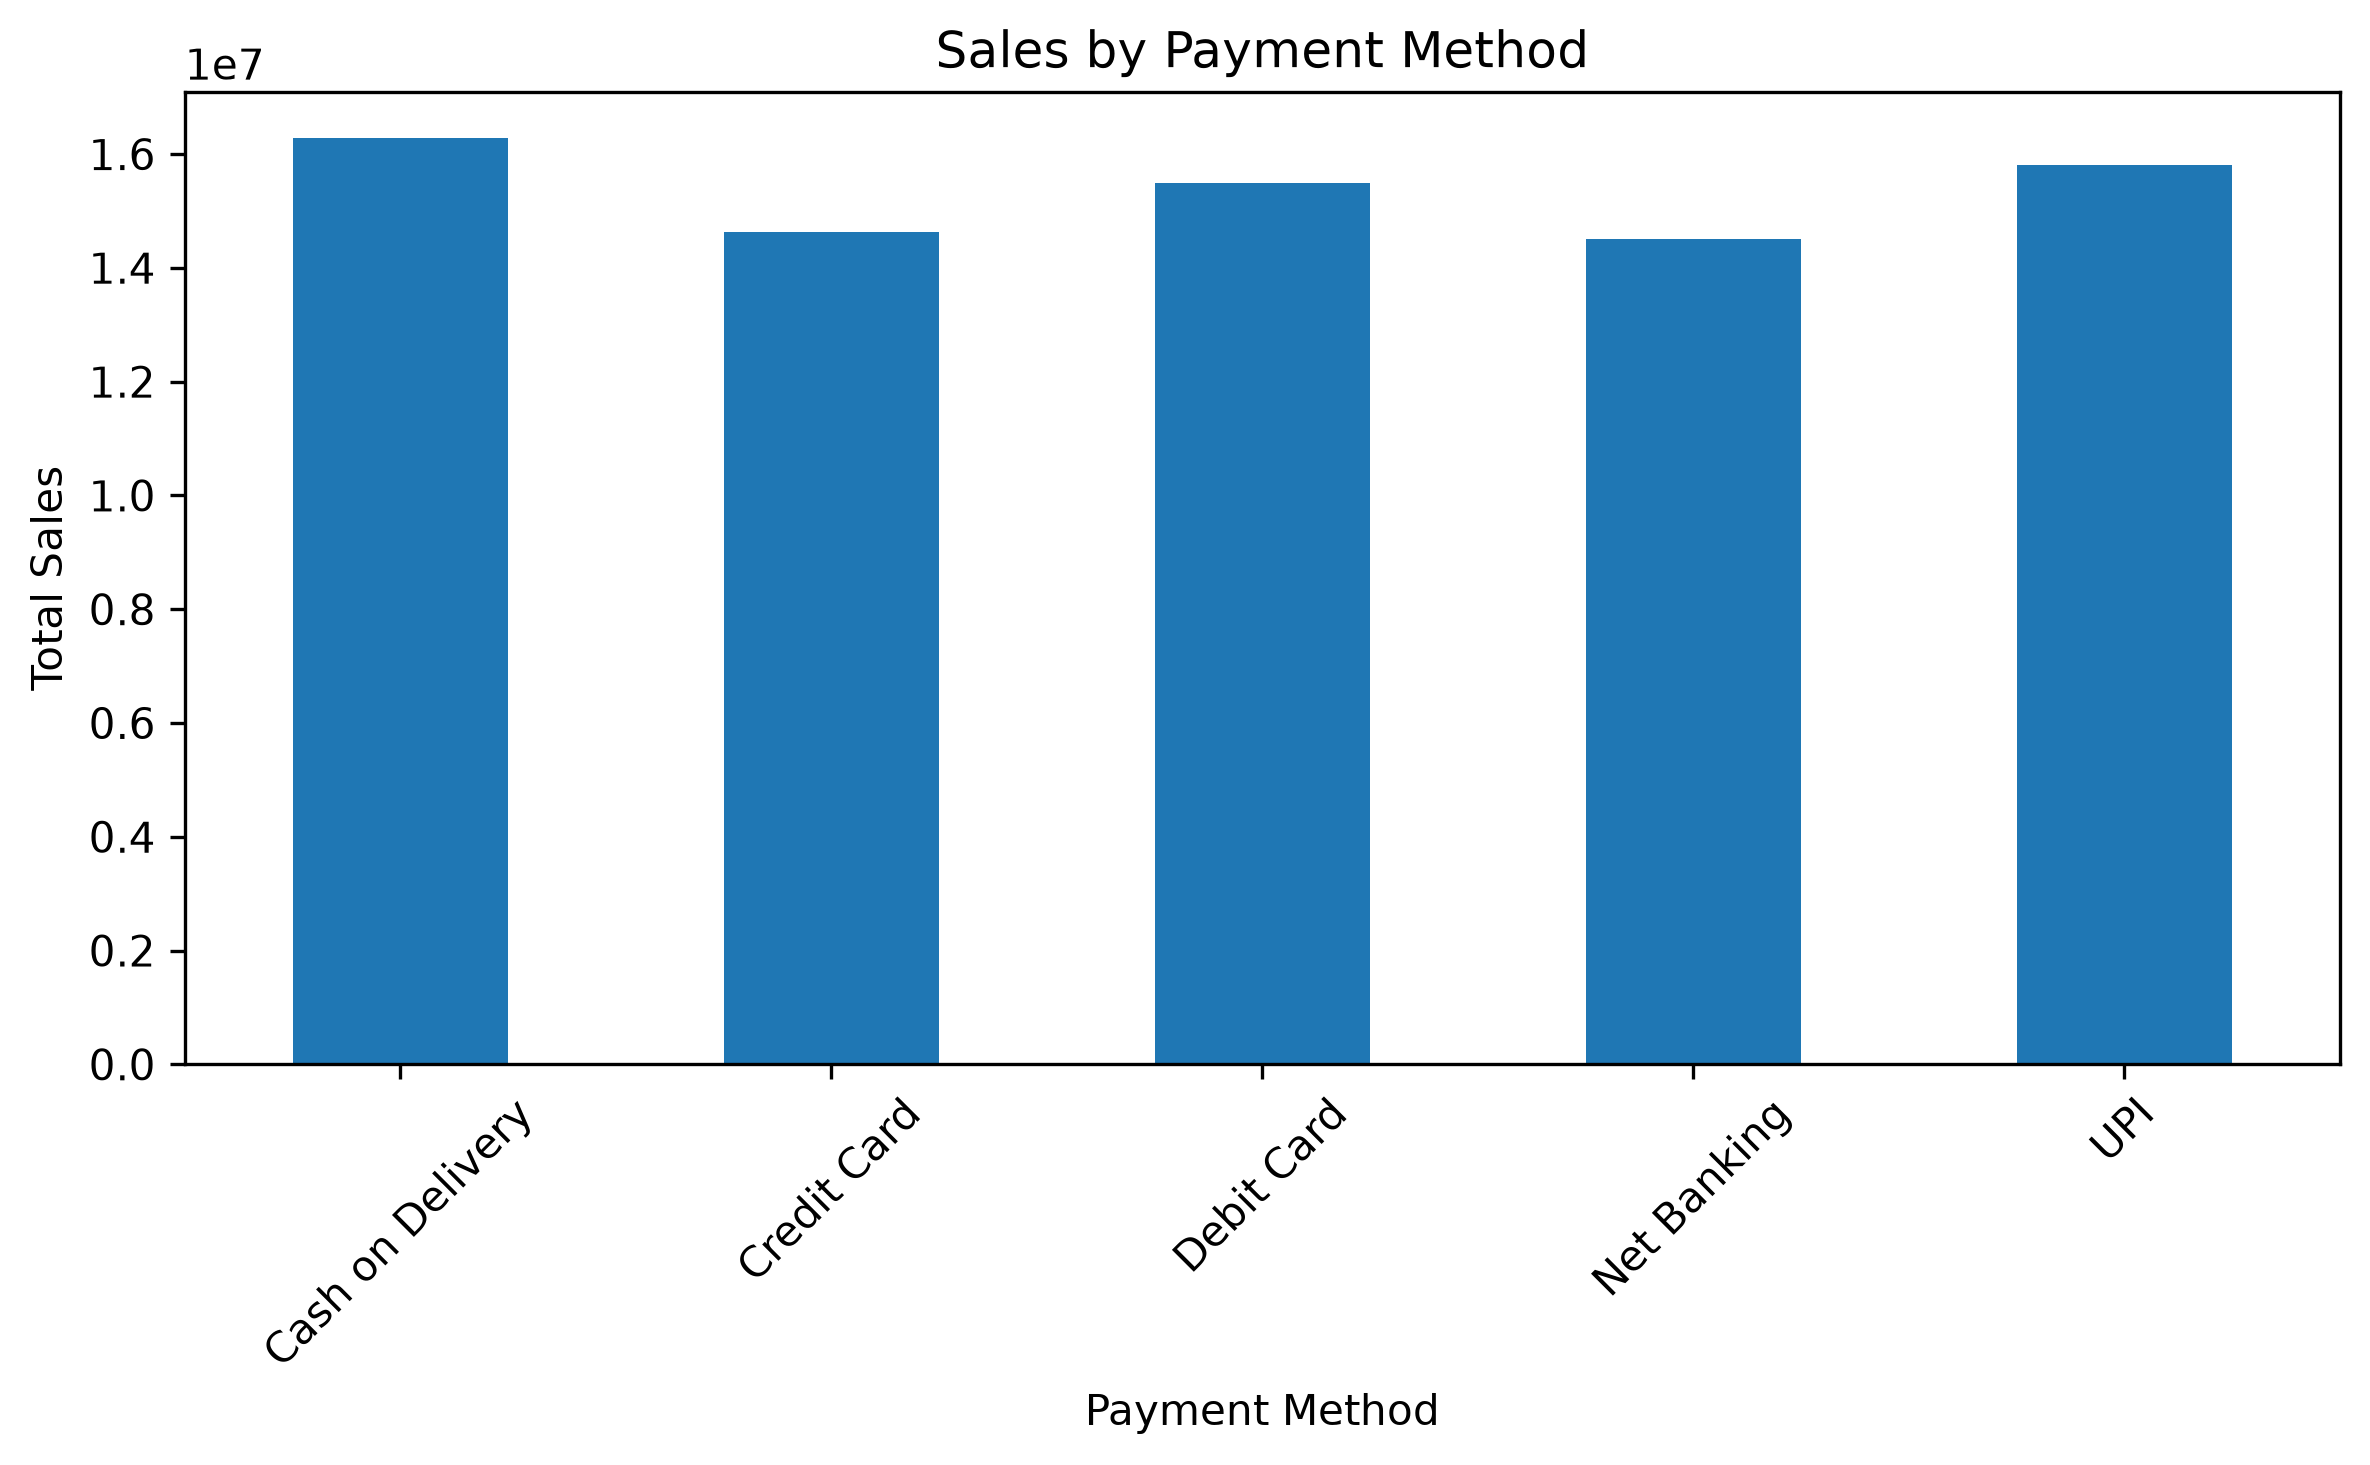 Sales by Payment Method
1e7
1.6
1.4
1.2
1.0
0.8
0.6
0.4
0.2
0.0
Total Sales
Cash on Delivery
Credit Card
Debit Card
Net Banking
UPI
Payment Method